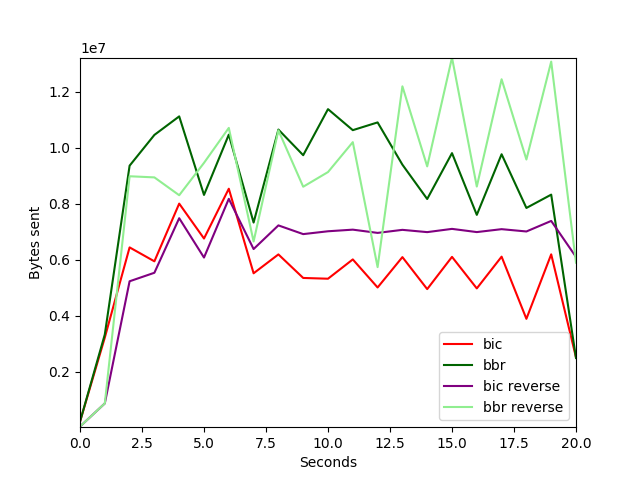 1e7
1.2
1.0
0.8
0.6
0.4
0.2
Bytes sent
bic
bbr
bic reverse
bbr reverse
0.0 2.5 5.0 7.5 10.0 12.5 15.0 17.5 20.0
Seconds